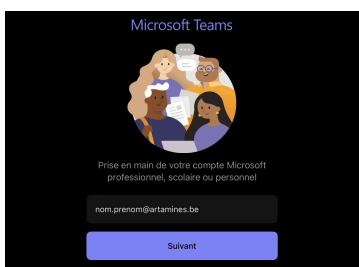 Microsoft Teams
Prise en main de votre compte Microsoft
professionnel, scolaire ou personnel
nom.prenom@artamines.be
Suivant